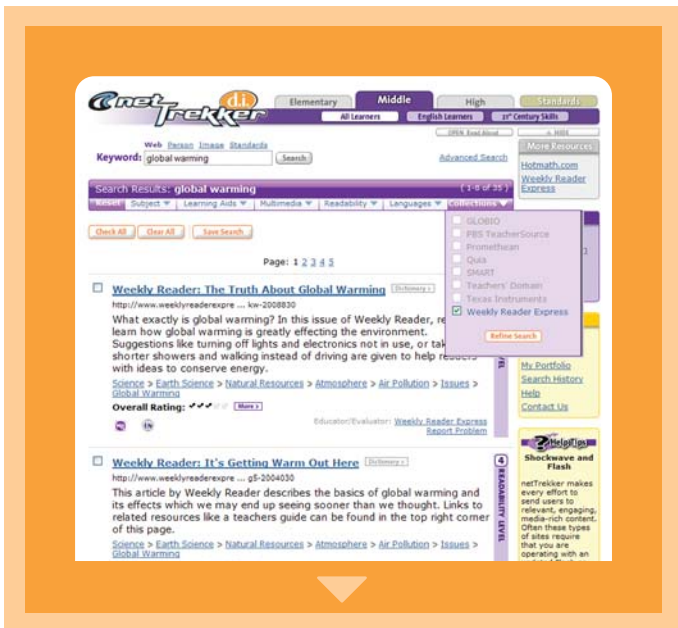 net Trekker d.i.
Elementary Middle High Standards
All Learners English Learners 21st Century Skills
OPEN Read Aloud HIDE
Web Person Image Standards
Keyword: global warming Search Advanced Search
More Resources
Hotmath.com
Weekly Reader
Express
Search Results: global warming (1-8 of 35)
Reset Subject Learning Aids Multimedia Readability Languages Collections
GLOBIO
PBS TeacherSource
Promethean
Quia
SMART
Teachers' Domain
Texas Instruments
Weekly Reader Express
Refine Search
Check All Clear All Save Search
Page: 1 2 3 4 5
Weekly Reader: The Truth About Global Warming Dictionary >
http://www.weeklyreaderexpre ... kw-2008830
What exactly is global warming? In this issue of Weekly Reader, re
learn how global warming is greatly effecting the environment.
Suggestions like turning off lights and electronics not in use, or tak
shorter showers and walking instead of driving are given to help readers
with ideas to conserve energy.
Science > Earth Science > Natural Resources > Atmosphere > Air Pollution > Issues >
Global Warming
Overall Rating: More >
Educator/Evaluator: Weekly Reader Express
Report Problem
My Portfolio
Search History
Help
Contact Us
Weekly Reader: It's Getting Warm Out Here Dictionary >
http://www.weeklyreaderexpre ... g5-2004030
This article by Weekly Reader describes the basics of global warming and
its effects which we may end up seeing sooner than we thought. Links to
related resources like a teachers guide can be found in the top right corner
of this page.
Science > Earth Science > Natural Resources > Atmosphere > Air Pollution > Issues >
Global Warming
4
READABILITY LEVEL
HelpTips
Shockwave and
Flash
netTrekker makes
every effort to
send users to
relevant, engaging,
media-rich content.
Often these types
of sites require
that you are
operating with an